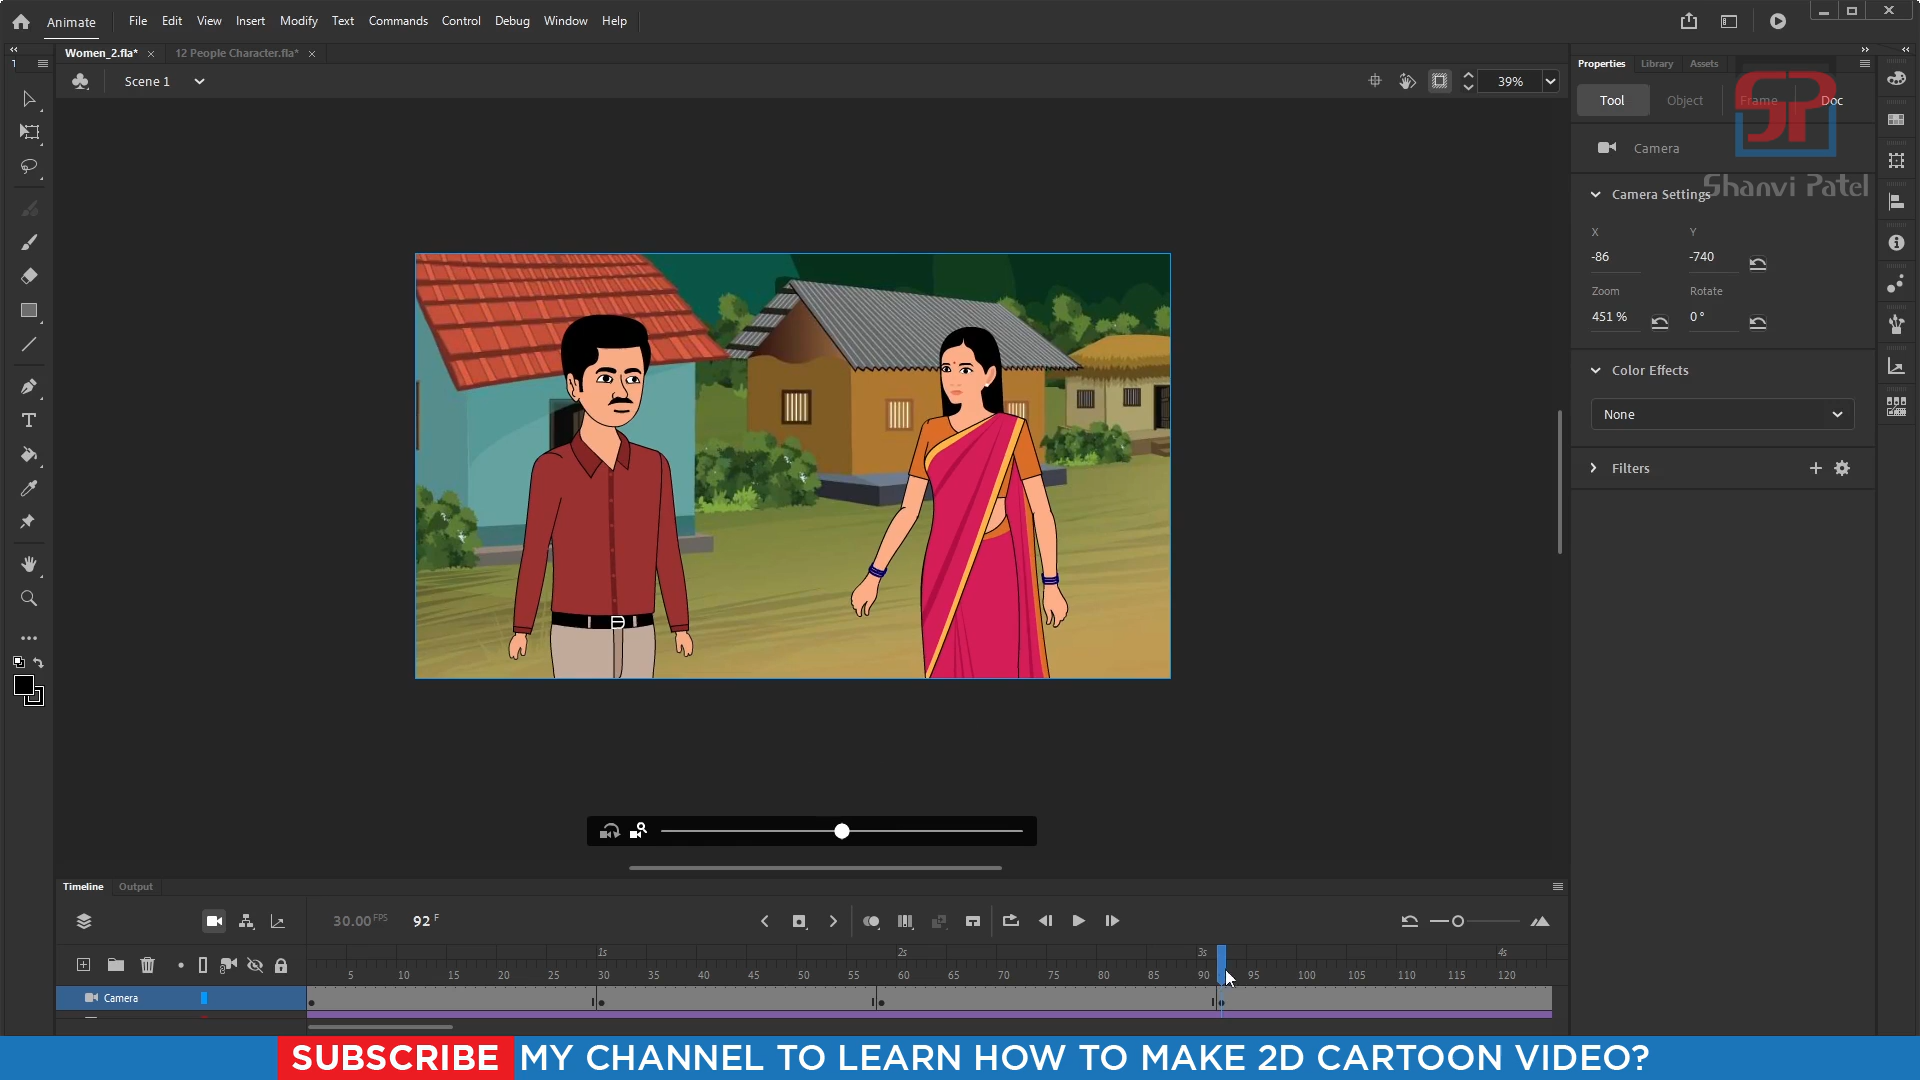 Animate
File Edit View Insert Modify Text Commands Control Debug Window Help
Women_2.fla* 12 People Character.fla*
Scene 1
39%
Properties Library Assets
Tool Object Frame Doc
SP
Shanvi Patel
Camera
Camera Settings
X Y
-86 -740
Zoom Rotate
451 % 0°
Color Effects
None
Filters
Timeline Output
30.00 FPS 92 F
1s 2s 3s 4s
5 10 15 20 25 30 35 40 45 50 55 60 65 70 75 80 85 90 95 100 105 110 115 120
Camera
SUBSCRIBE MY CHANNEL TO LEARN HOW TO MAKE 2D CARTOON VIDEO?